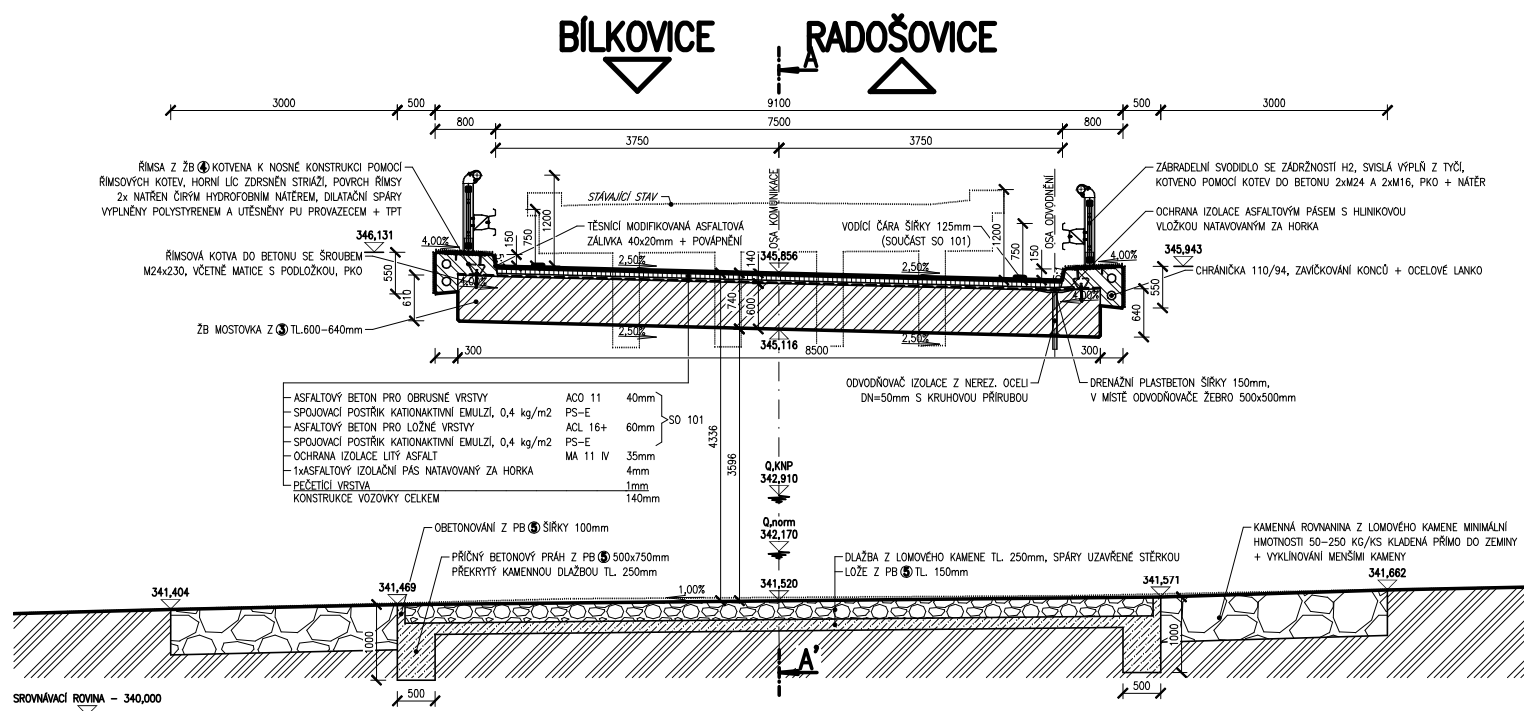 BÍLKOVICE
RADOŠOVICE
A
3000
500
9100
500
3000
800
7500
800
3750
3750
ŘÍMSA Z ŽB 4 KOTVENA K NOSNÉ KONSTRUKCI POMOCÍ
ŘÍMSOVÝCH KOTEV, HORNÍ LÍC ZDRSNĚN STRIÁŽÍ, POVRCH ŘÍMSY
2x NATŘEN ČIRÝM HYDROFOBNÍM NÁTĚREM, DILATAČNÍ SPÁRY
VYPLNĚNY POLYSTYRENEM A UTĚSNĚNY PU PROVAZECEM + TPT
346,131
4,00%
ŘÍMSOVÁ KOTVA DO BETONU SE ŠROUBEM
M24x230, VČETNĚ MATICE S PODLOŽKOU, PKO
550
610
ŽB MOSTOVKA Z 3 TL.600-640mm
STÁVAJÍCÍ STAV
1200
750
150
TĚSNÍCÍ MODIFIKOVANÁ ASFALTOVÁ
ZÁLIVKA 40x20mm + POVÁPNĚNÍ
OSA KOMUNIKACE
VODÍCÍ ČÁRA ŠÍŘKY 125mm
(SOUČÁST SO 101)
1200
750
150
OSA ODVODNĚNÍ
ZÁBRADELNÍ SVODIDLO SE ZÁDRŽNOSTÍ H2, SVISLÁ VÝPLŇ Z TYČÍ,
KOTVENO POMOCÍ KOTEV DO BETONU 2xM24 A 2xM16, PKO + NÁTĚR
OCHRANA IZOLACE ASFALTOVÝM PÁSEM S HLINIKOVOU
VLOŽKOU NATAVOVANÝM ZA HORKA
4,00%
345,943
CHRÁNIČKA 110/94, ZAVÍČKOVÁNÍ KONCŮ + OCELOVÉ LANKO
550
640
2,50%
140
345,856
2,50%
4,00%
4,00%
740
600
2,50%
345,116
2,50%
300
8500
300
ODVODŇOVAČ IZOLACE Z NEREZ. OCELI
DN=50mm S KRUHOVOU PŘÍRUBOU
DRENÁŽNÍ PLASTBETON ŠÍŘKY 150mm,
V MÍSTĚ ODVODŇOVAČE ŽEBRO 500x500mm
ASFALTOVÝ BETON PRO OBRUSNÉ VRSTVY ACO 11 40mm
SPOJOVACÍ POSTŘIK KATIONAKTIVNÍ EMULZÍ, 0,4 kg/m2 PS-E
ASFALTOVÝ BETON PRO LOŽNÉ VRSTVY ACL 16+ 60mm
SPOJOVACÍ POSTŘIK KATIONAKTIVNÍ EMULZÍ, 0,4 kg/m2 PS-E
SO 101
OCHRANA IZOLACE LITÝ ASFALT MA 11 IV 35mm
1xASFALTOVÝ IZOLAČNÍ PÁS NATAVOVANÝ ZA HORKA 4mm
PEČETÍCÍ VRSTVA 1mm
KONSTRUKCE VOZOVKY CELKEM 140mm
4336
3596
Q,KNP
342,910
Q,norm
342,170
OBETONOVÁNÍ Z PB 5 ŠÍŘKY 100mm
PŘÍČNÝ BETONOVÝ PRÁH Z PB 5 500x750mm
PŘEKRYTÝ KAMENNOU DLAŽBOU TL. 250mm
DLAŽBA Z LOMOVÉHO KAMENE TL. 250mm, SPÁRY UZAVŘENÉ STĚRKOU
LOŽE Z PB 5 TL. 150mm
KAMENNÁ ROVNANINA Z LOMOVÉHO KAMENE MINIMÁLNÍ
HMOTNOSTI 50-250 KG/KS KLADENÁ PŘÍMO DO ZEMINY
+ VYKLÍNOVÁNÍ MENŠÍMI KAMENY
341,404
341,469
1,00%
341,520
341,571
341,662
1000
1000
A'
500
500
SROVNÁVACÍ ROVINA - 340,000